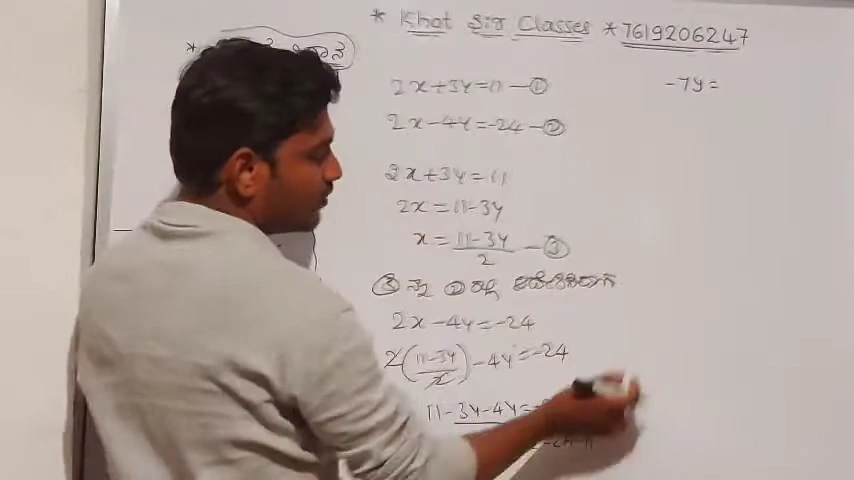 * Khot Sir Classes * 7619206247
2x+3y=11 —①
2x-4y=-24 —②
2x+3y=11
2x=11-3y
x= 11-3y —③
2
③ ನ್ನು ② ರಲ್ಲಿ ಆದೇಶಿಸಿದಾಗ
2x-4y=-24
2(11-3y)-4y=-24
2
11-3y-4y=
-7y=